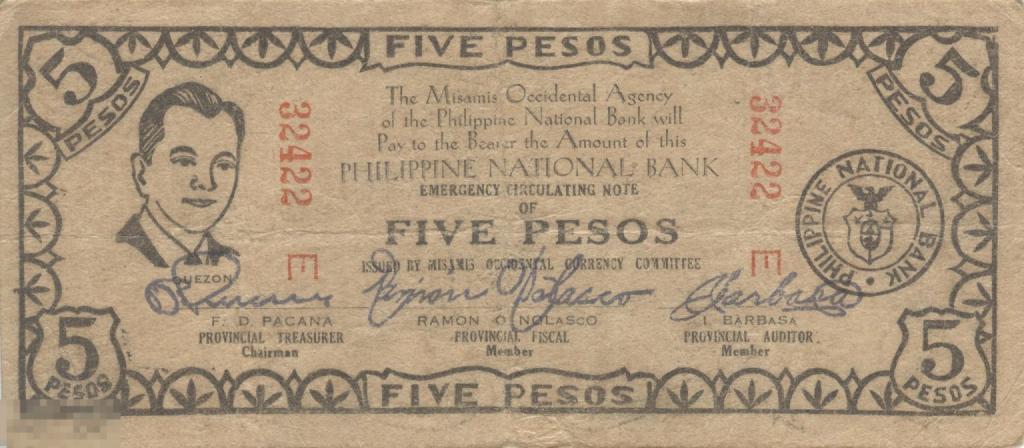 FIVE PESOS
5 PESOS
5 PESOS
The Misamis Occidental Agency
of the Philippine National Bank will
Pay to the Bearer the Amount of this
PHILIPPINE NATIONAL BANK
EMERGENCY CIRCULATING NOTE
OF
FIVE PESOS
ISSUED BY MISAMIS OCCIDENTAL CURRENCY COMMITTEE
32422 E
32422 E
PHILIPPINE NATIONAL BANK
QUEZON
Ramon O Nolasco
I Barbasa
F. D. PACANA
RAMON O NOLASCO
I. BARBASA
PROVINCIAL TREASURER
PROVINCIAL FISCAL
PROVINCIAL AUDITOR
Chairman
Member
Member
5 PESOS
5 PESOS
FIVE PESOS